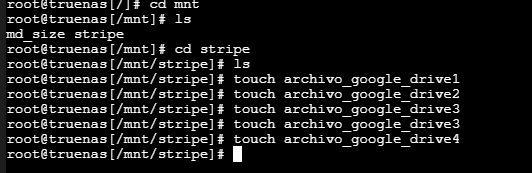 root@truenas[/]# cd mnt
root@truenas[/mnt]# ls
md_size stripe
root@truenas[/mnt]# cd stripe
root@truenas[/mnt/stripe]# ls
root@truenas[/mnt/stripe]# touch archivo_google_drive1
root@truenas[/mnt/stripe]# touch archivo_google_drive2
root@truenas[/mnt/stripe]# touch archivo_google_drive3
root@truenas[/mnt/stripe]# touch archivo_google_drive3
root@truenas[/mnt/stripe]# touch archivo_google_drive4
root@truenas[/mnt/stripe]#